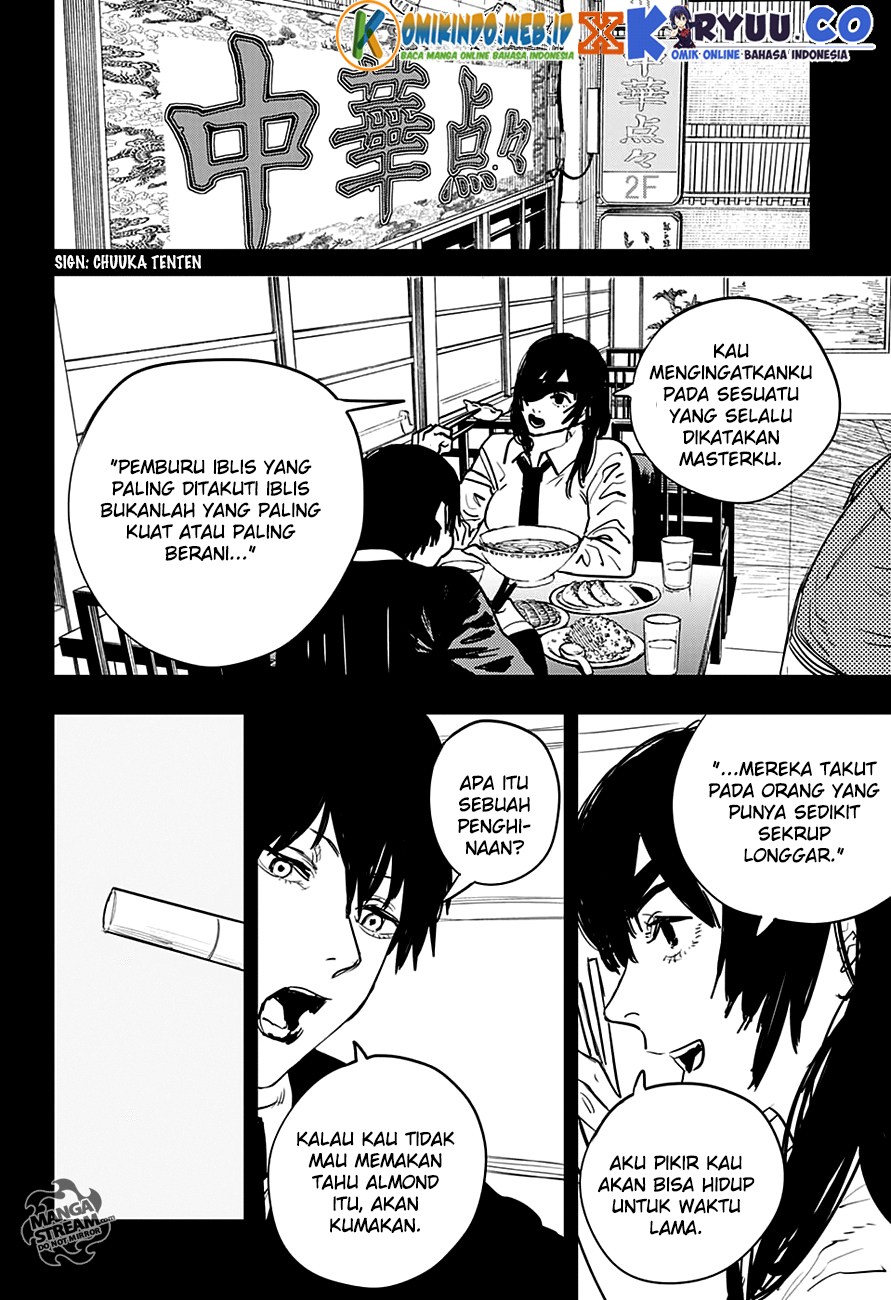 KOMIKINDO.WEB.ID
BACA MANGA ONLINE BAHASA INDONESIA
X
KIRYUU.CO
OMIK ONLINE BAHASA INDONESIA
中華点々
中華点々
2F
い
SIGN: CHUUKA TENTEN
KAU
MENGINGATKANKU
PADA SESUATU
YANG SELALU
DIKATAKAN
MASTERKU.
"PEMBURU IBLIS YANG
PALING DITAKUTI IBLIS
BUKANLAH YANG PALING
KUAT ATAU PALING
BERANI..."
"...MEREKA TAKUT
PADA ORANG YANG
PUNYA SEDIKIT
SEKRUP
LONGGAR."
AKU PIKIR KAU
AKAN BISA HIDUP
UNTUK WAKTU
LAMA.
APA ITU
SEBUAH
PENGHI-
NAAN?
KALAU KAU TIDAK
MAU MEMAKAN
TAHU ALMOND
ITU, AKAN
KUMAKAN.
MANGA
STREAM.com
DO NOT MIRROR!